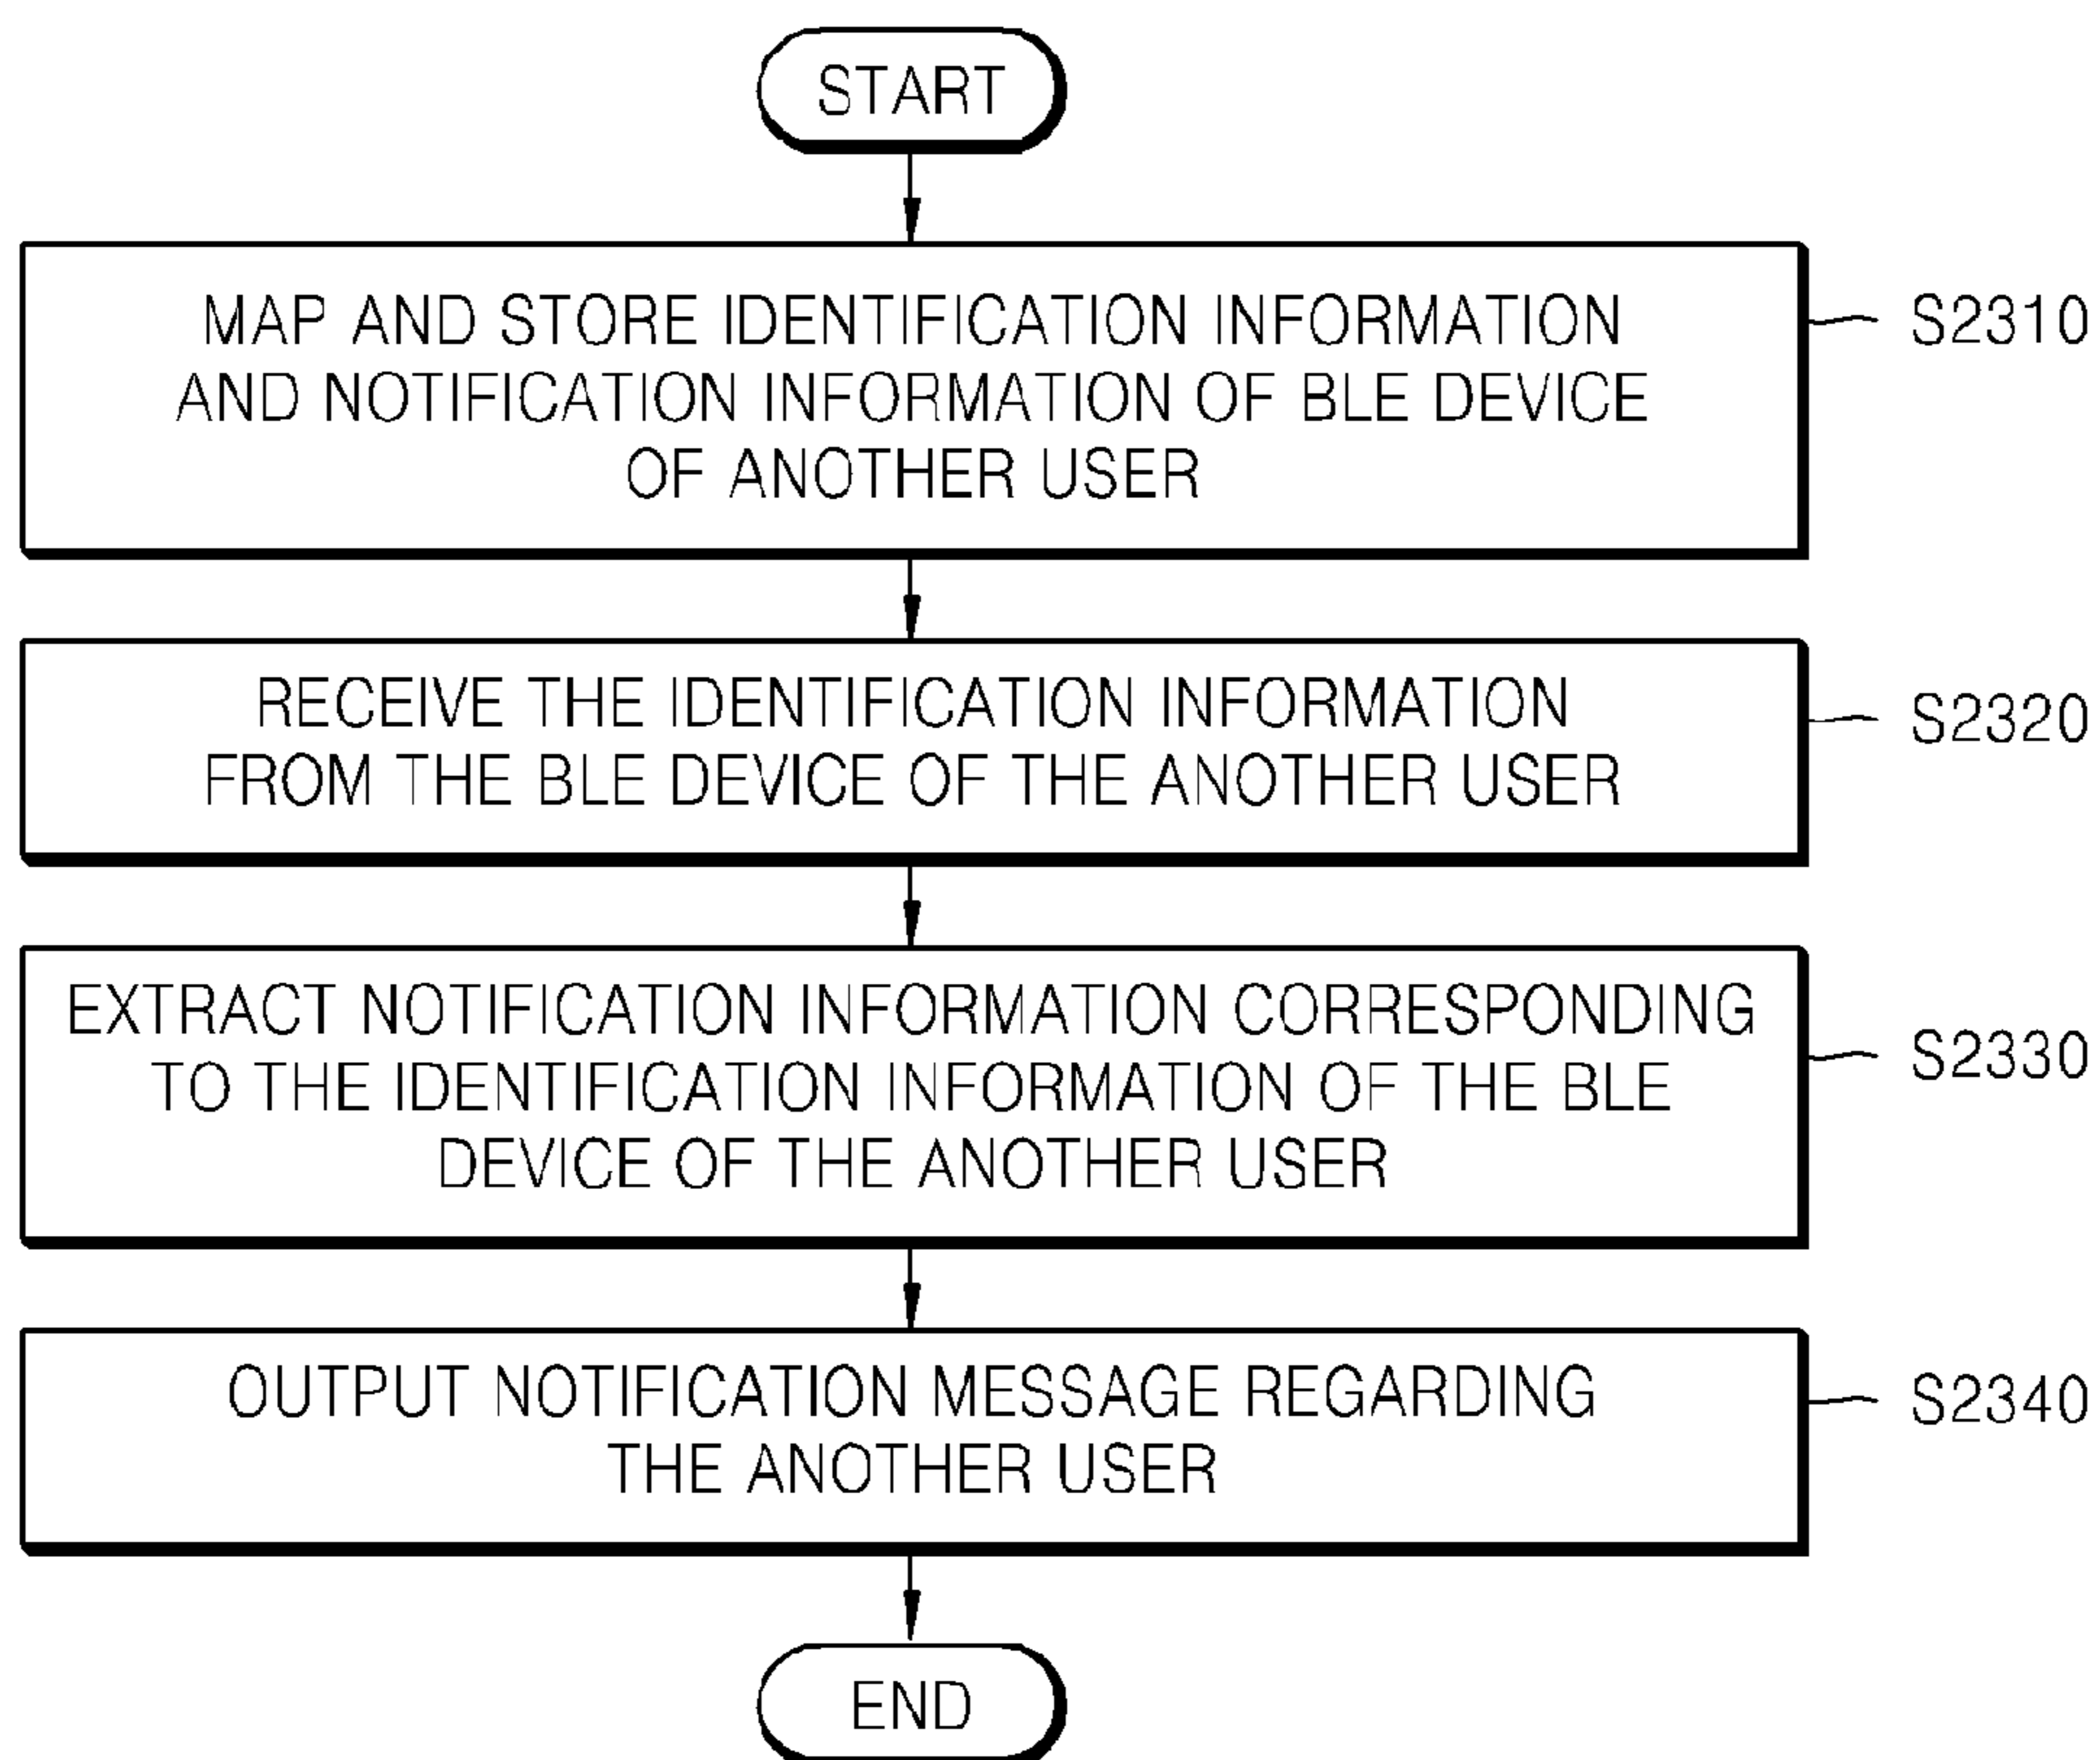 START
MAP AND STORE IDENTIFICATION INFORMATION
AND NOTIFICATION INFORMATION OF BLE DEVICE
OF ANOTHER USER
S2310
RECEIVE THE IDENTIFICATION INFORMATION
FROM THE BLE DEVICE OF THE ANOTHER USER
S2320
EXTRACT NOTIFICATION INFORMATION CORRESPONDING
TO THE IDENTIFICATION INFORMATION OF THE BLE
DEVICE OF THE ANOTHER USER
S2330
OUTPUT NOTIFICATION MESSAGE REGARDING
THE ANOTHER USER
S2340
END